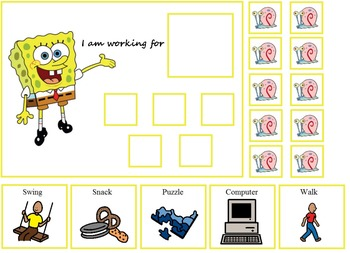 I am working for
Swing
Snack
Puzzle
Computer
Walk